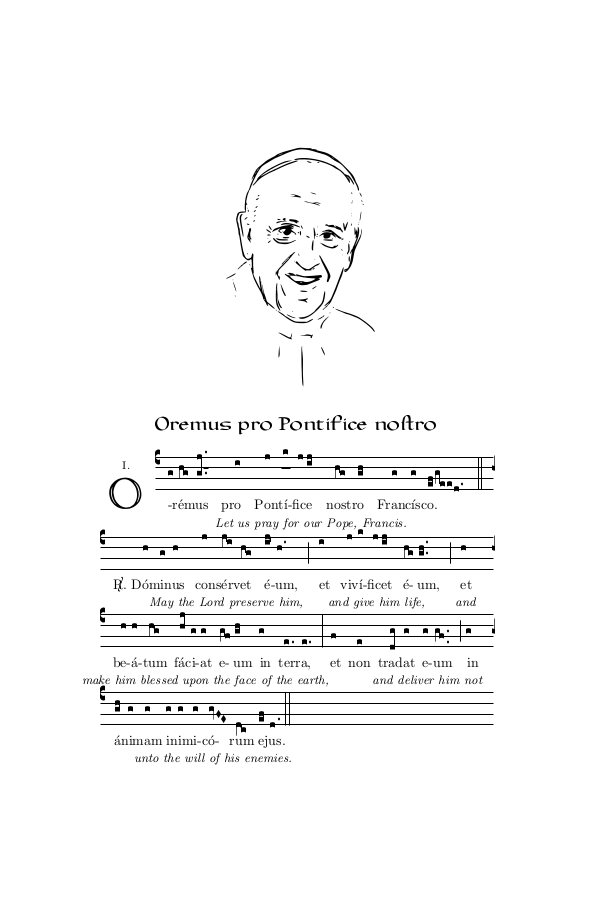 Oremus pro Pontifice nostro
I.
O
-rémus pro Pontí-fice nostro Francísco.
Let us pray for our Pope, Francis.
℟. Dóminus consérvet é-um, et viví-ficet é- um, et
May the Lord preserve him, and give him life, and
be-á-tum fáci-at e- um in terra, et non tradat e-um in
make him blessed upon the face of the earth, and deliver him not
ánimam inimi-có- rum ejus.
unto the will of his enemies.